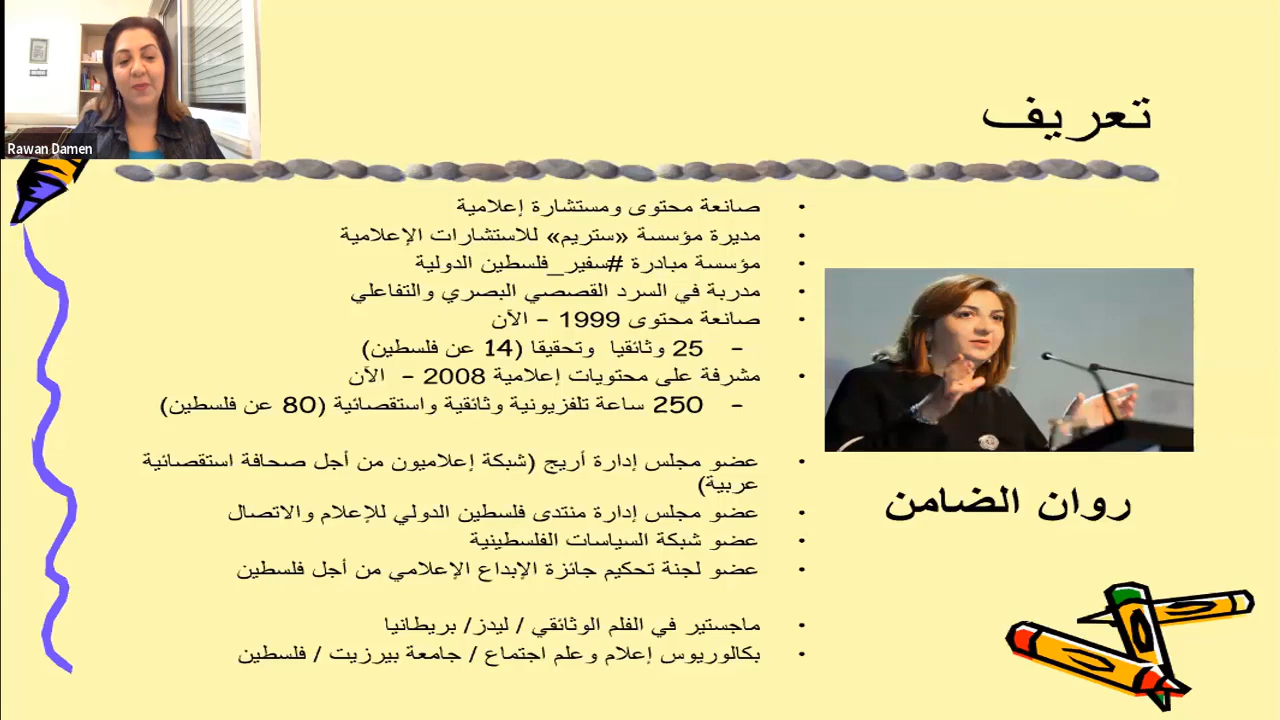 Rawan Damen
تعريف
• صانعة محتوى ومستشارة إعلامية
• مديرة مؤسسة «ستريم» للاستشارات الإعلامية
• مؤسسة مبادرة #سفير_فلسطين الدولية
• مدربة في السرد القصصي البصري والتفاعلي
• صانعة محتوى 1999 – الآن
– 25 وثائقيا وتحقيقا (14 عن فلسطين)
• مشرفة على محتويات إعلامية 2008 – الآن
– 250 ساعة تلفزيونية وثائقية واستقصائية (80 عن فلسطين)
• عضو مجلس إدارة أريج (شبكة إعلاميون من أجل صحافة استقصائية
عربية)
• عضو مجلس إدارة منتدى فلسطين الدولي للإعلام والاتصال
• عضو شبكة السياسات الفلسطينية
• عضو لجنة تحكيم جائزة الإبداع الإعلامي من أجل فلسطين
• ماجستير في الفلم الوثائقي / ليدز/ بريطانيا
• بكالوريوس إعلام وعلم اجتماع / جامعة بيرزيت / فلسطين
روان الضامن